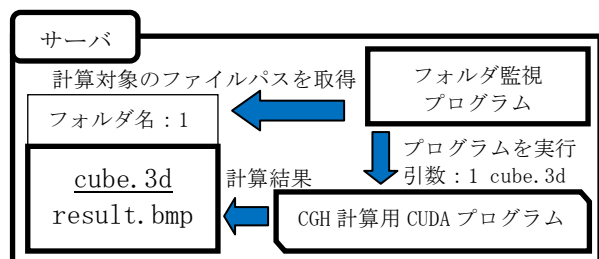 サーバ
計算対象のファイルパスを取得
フォルダ監視
プログラム
フォルダ名：1
プログラムを実行
引数：1 cube.3d
cube.3d
result.bmp
計算結果
CGH 計算用 CUDA プログラム